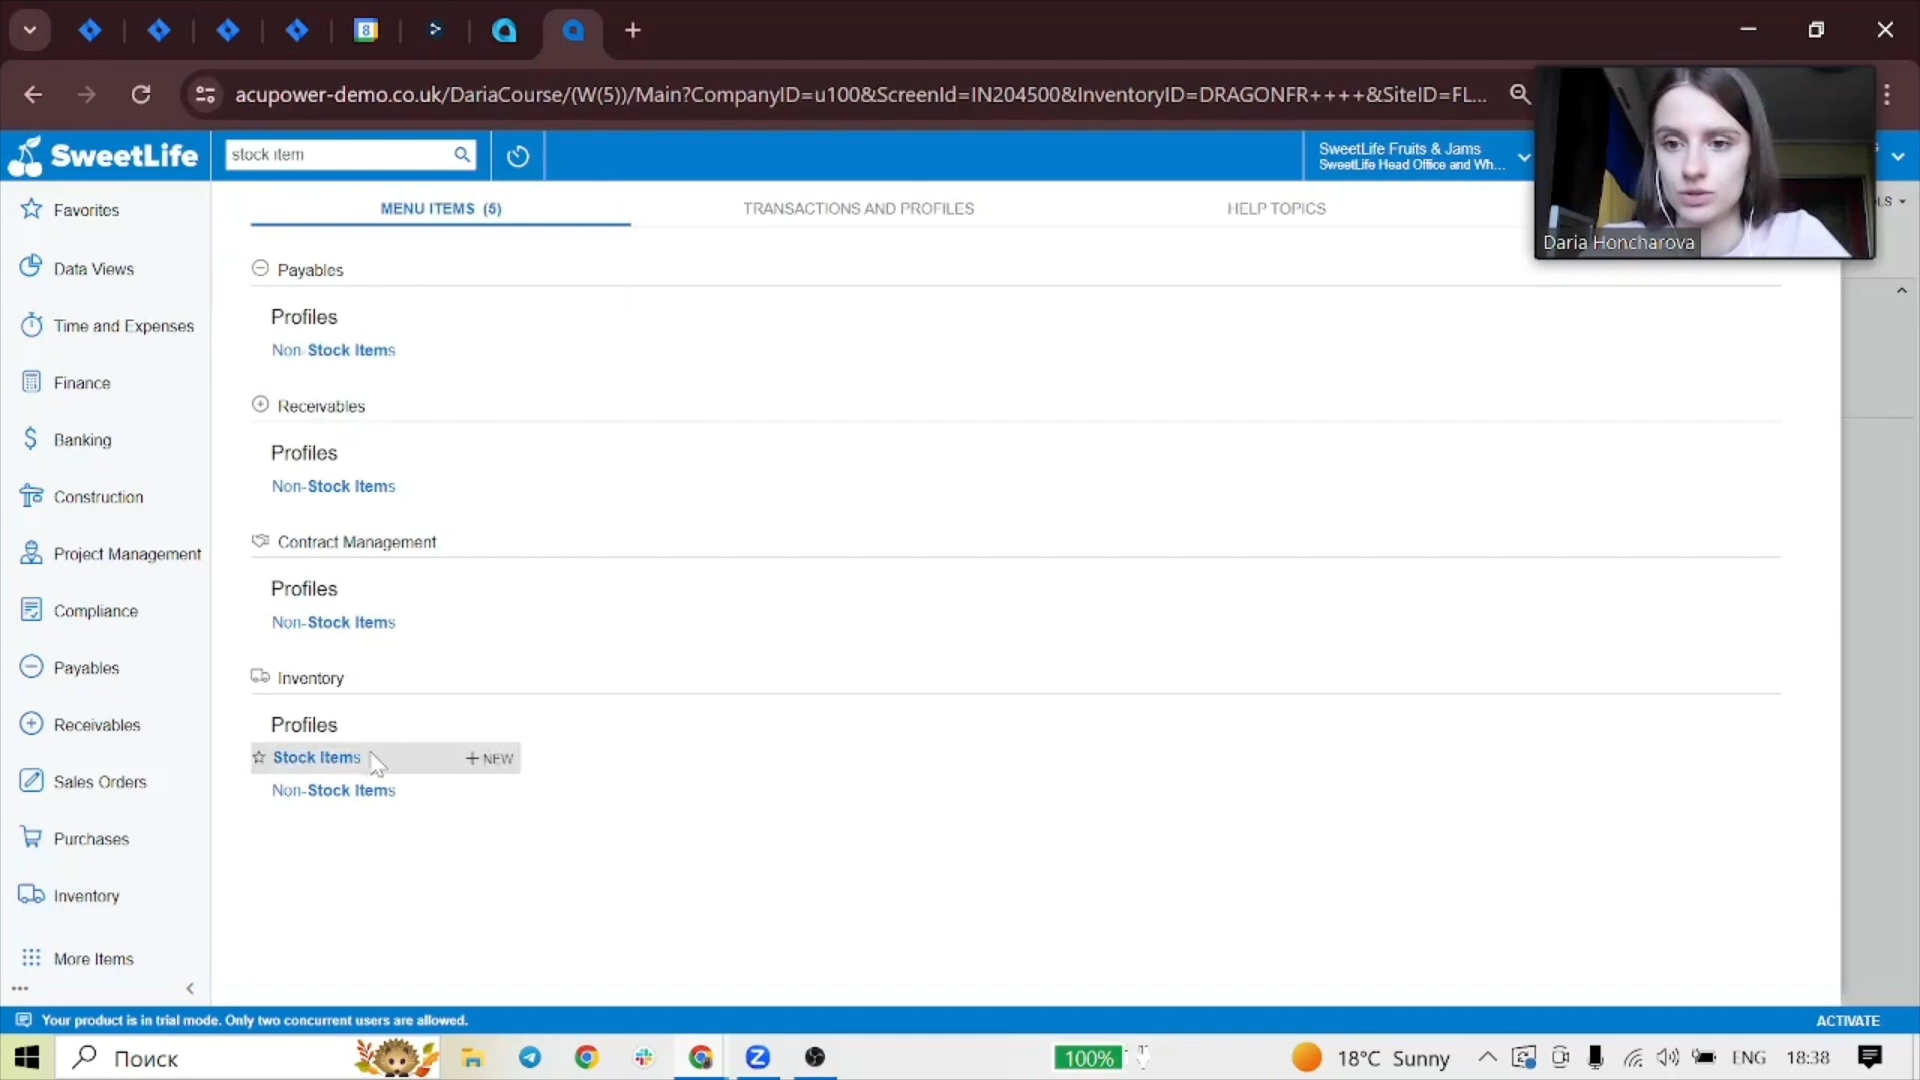 8
acupower-demo.co.uk/DariaCourse/(W(5))/Main?CompanyID=u100&ScreenId=IN204500&InventoryID=DRAGONFR++++&SiteID=FL...
SweetLife
stock item
SweetLife Fruits & Jams
SweetLife Head Office and Wh...
Daria Honcharova
Favorites
Data Views
Time and Expenses
Finance
Banking
Construction
Project Management
Compliance
Payables
Receivables
Sales Orders
Purchases
Inventory
More Items
MENU ITEMS (5)
TRANSACTIONS AND PROFILES
HELP TOPICS
Payables
Profiles
Non-Stock Items
Receivables
Profiles
Non-Stock Items
Contract Management
Profiles
Non-Stock Items
Inventory
Profiles
Stock Items
+ NEW
Non-Stock Items
Your product is in trial mode. Only two concurrent users are allowed.
ACTIVATE
Поиск
100%
18°C Sunny
ENG
18:38